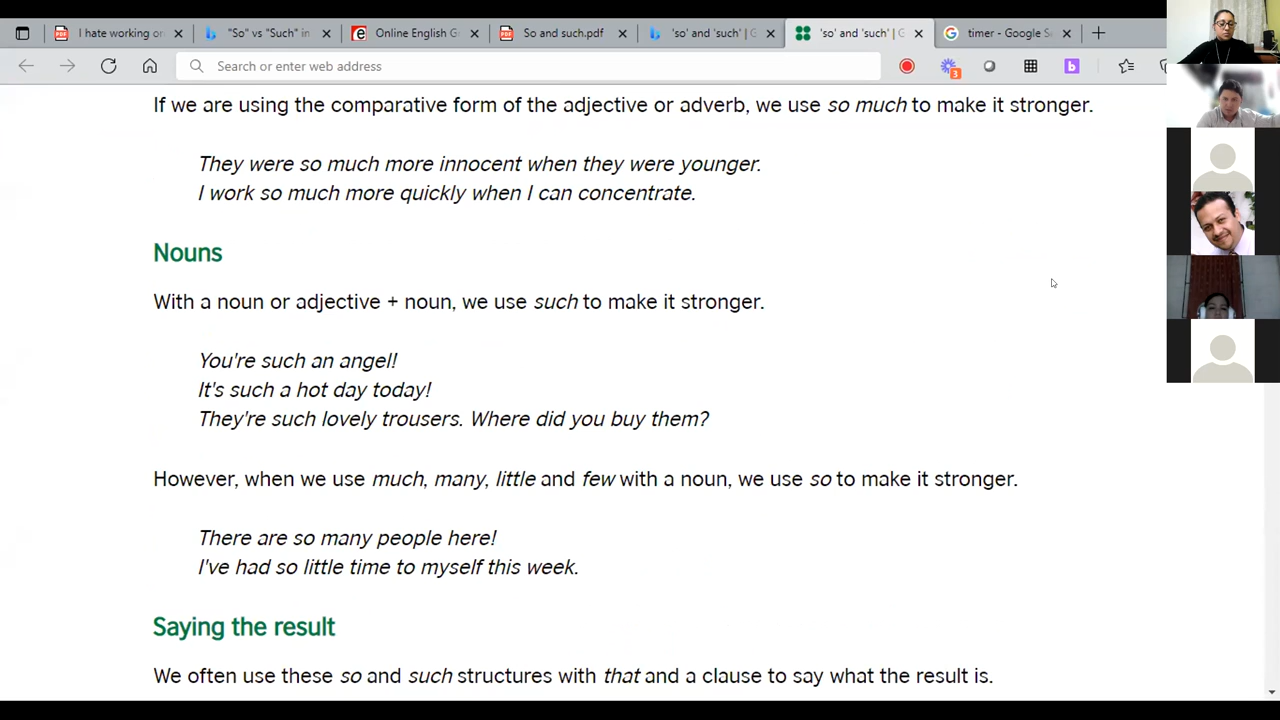 I hate working on
"So" vs "Such" in
Online English G
So and such.pdf
'so' and 'such' | G
'so' and 'such' | G
timer - Google Se
Search or enter web address
3
b
If we are using the comparative form of the adjective or adverb, we use so much to make it stronger.
They were so much more innocent when they were younger.
I work so much more quickly when I can concentrate.
Nouns
With a noun or adjective + noun, we use such to make it stronger.
You're such an angel!
It's such a hot day today!
They're such lovely trousers. Where did you buy them?
However, when we use much, many, little and few with a noun, we use so to make it stronger.
There are so many people here!
I've had so little time to myself this week.
Saying the result
We often use these so and such structures with that and a clause to say what the result is.